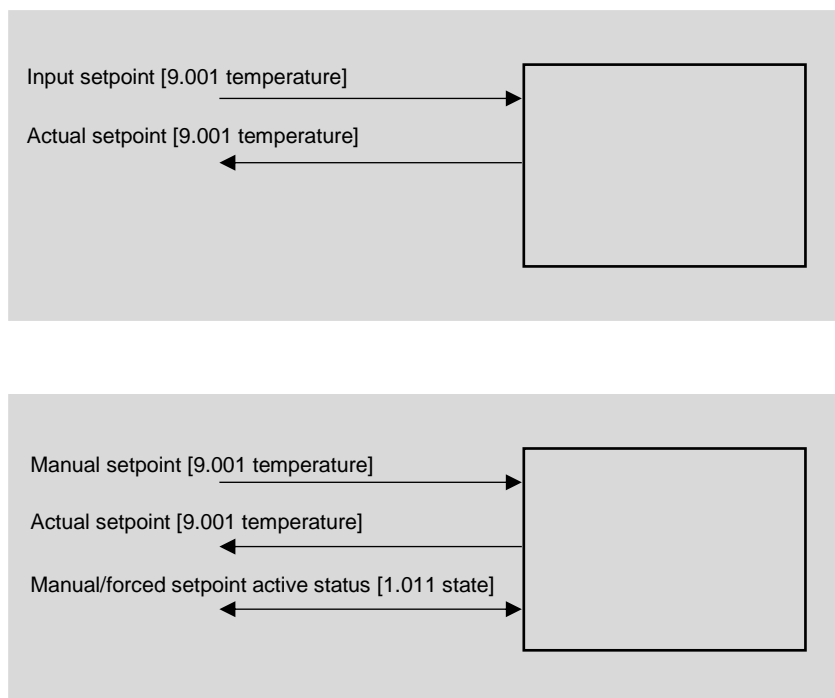 Input setpoint [9.001 temperature]
Actual setpoint [9.001 temperature]
Manual setpoint [9.001 temperature]
Actual setpoint [9.001 temperature]
Manual/forced setpoint active status [1.011 state]